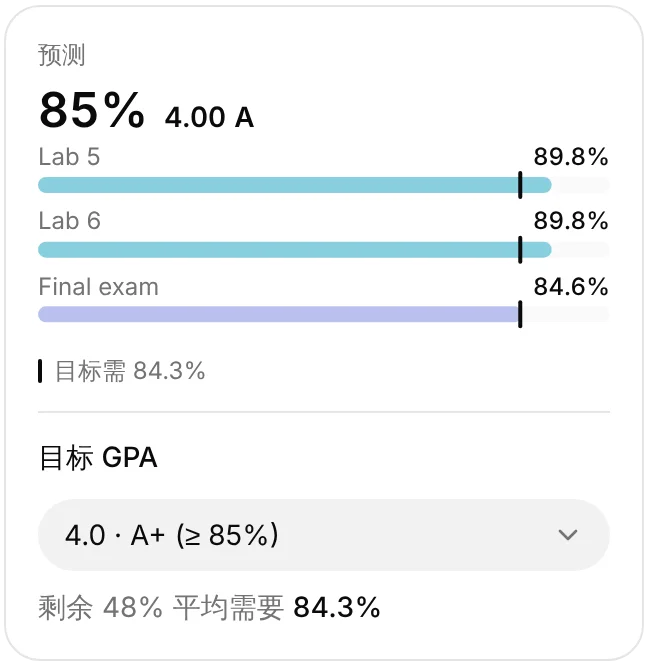 预测
85% 4.00 A
Lab 5 89.8%
Lab 6 89.8%
Final exam 84.6%
目标需 84.3%
目标 GPA
4.0 · A+ (≥ 85%)
剩余 48% 平均需要 84.3%